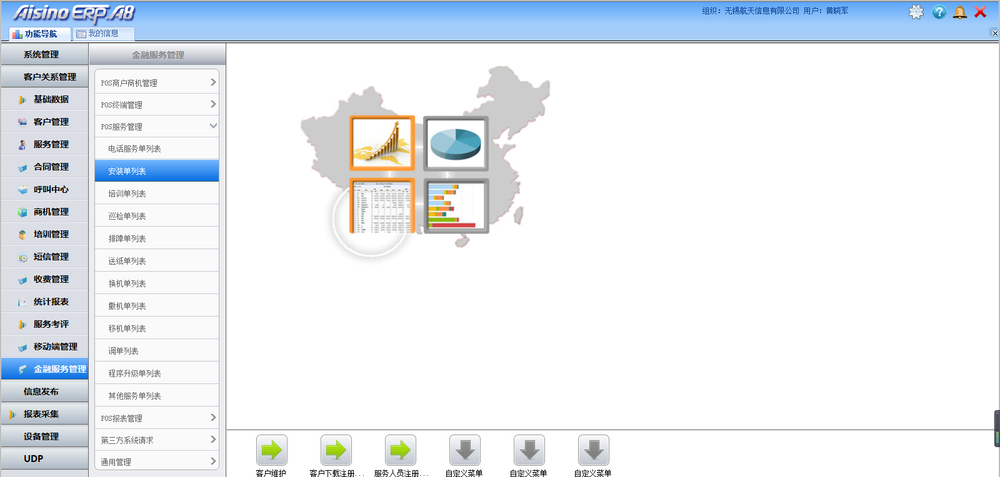 Aisino ERP.A8
组织：无锡航天信息有限公司 用户：黄晓军
功能导航
我的信息
系统管理
客户关系管理
基础数据
客户管理
服务管理
合同管理
呼叫中心
商机管理
培训管理
短信管理
收费管理
统计报表
服务考评
移动端管理
金融服务管理
信息发布
报表采集
设备管理
UDP
金融服务管理
POS商户商机管理
POS终端管理
POS服务管理
电话服务单列表
安装单列表
培训单列表
巡检单列表
排障单列表
送纸单列表
换机单列表
撤机单列表
移机单列表
调单列表
程序升级单列表
其他服务单列表
POS报表管理
第三方系统请求
通用管理
客户维护
客户下载注册...
服务人员注册...
自定义菜单
自定义菜单
自定义菜单